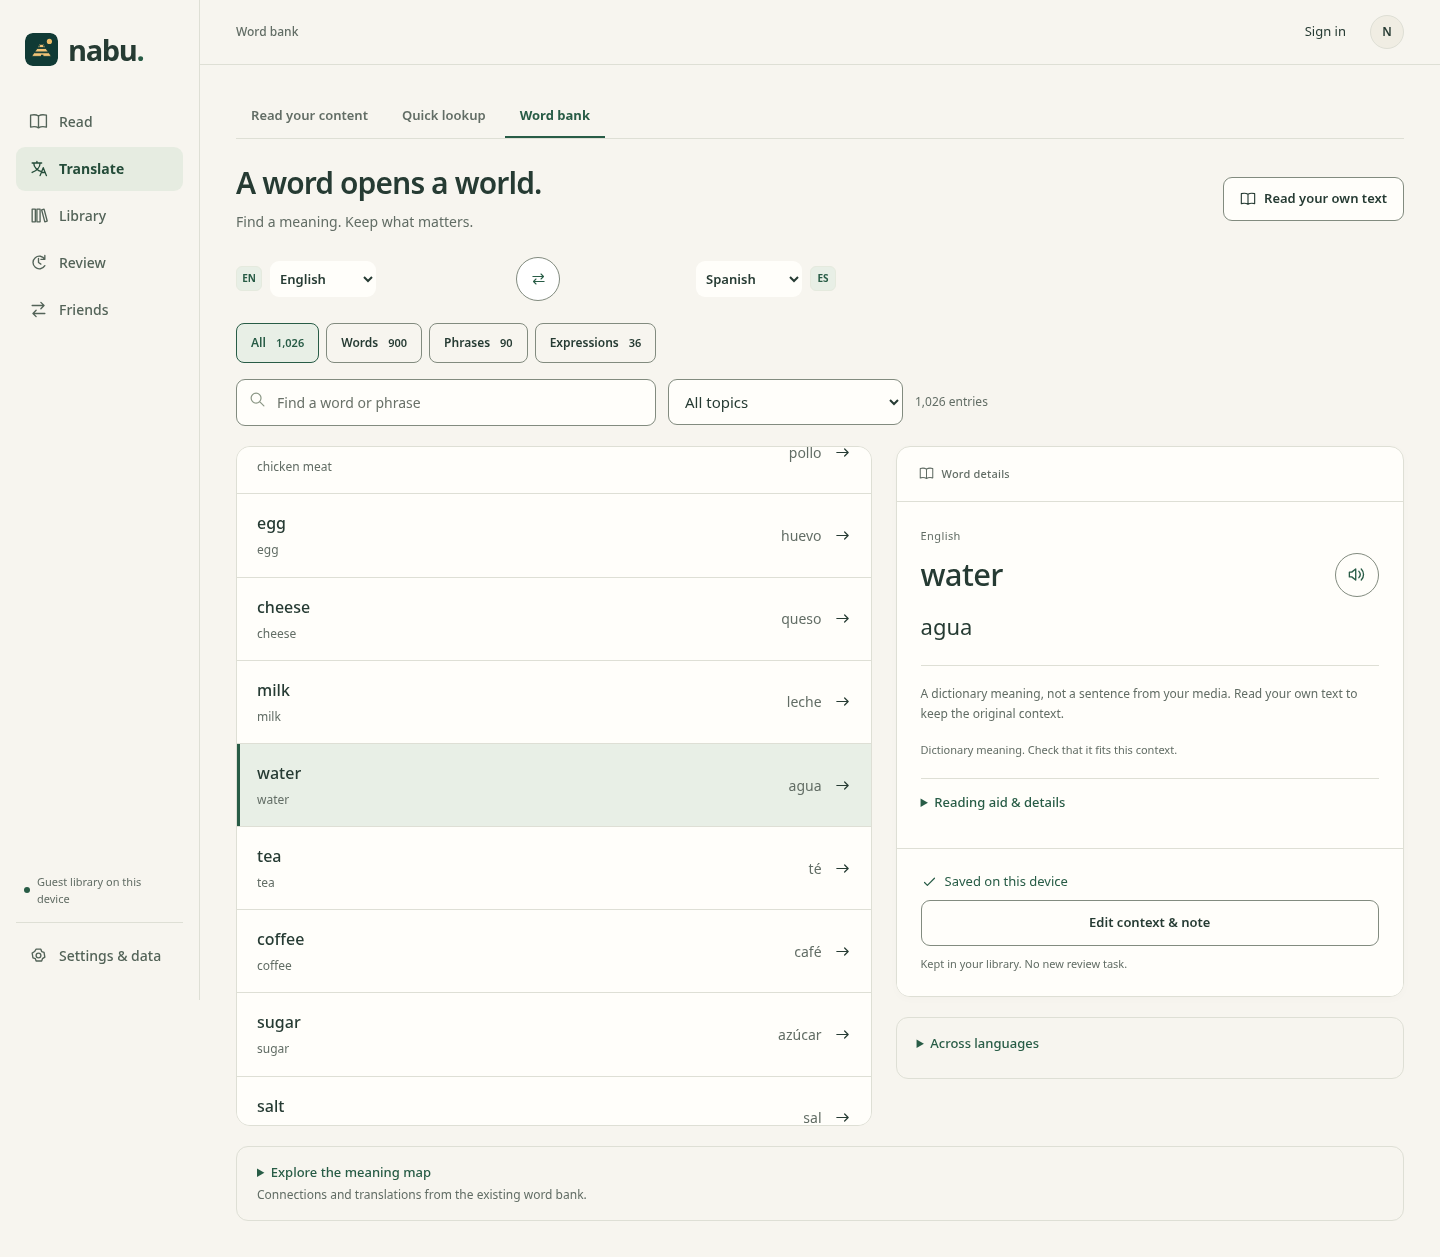 nabu.
Read
Translate
Library
Review
Friends
Guest library on this
device
Settings & data
Word bank
Sign in
N
Read your content
Quick lookup
Word bank
A word opens a world.
Find a meaning. Keep what matters.
Read your own text
EN
English
Spanish
ES
All 1,026
Words 900
Phrases 90
Expressions 36
Find a word or phrase
All topics
1,026 entries
pollo
chicken meat
egg
egg
huevo
cheese
cheese
queso
milk
milk
leche
water
water
agua
tea
tea
té
coffee
coffee
café
sugar
sugar
azúcar
salt
sal
Word details
English
water
agua
A dictionary meaning, not a sentence from your media. Read your own text to
keep the original context.
Dictionary meaning. Check that it fits this context.
Reading aid & details
Saved on this device
Edit context & note
Kept in your library. No new review task.
Across languages
Explore the meaning map
Connections and translations from the existing word bank.